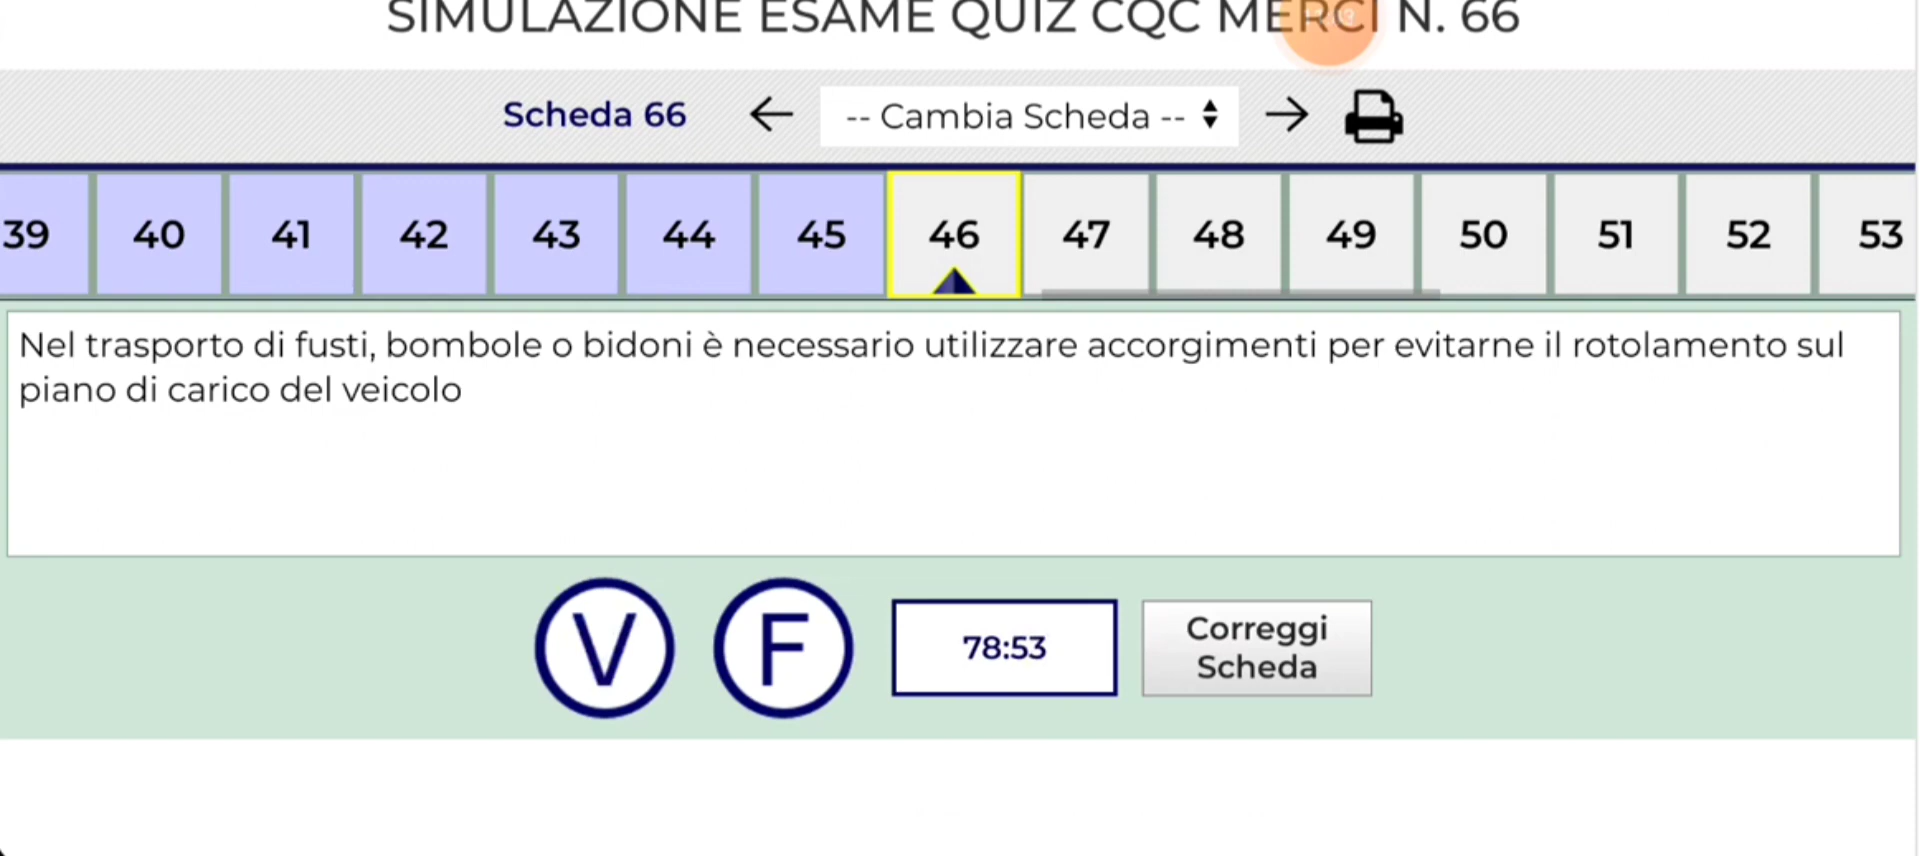 SIMULAZIONE ESAME QUIZ CQC MERCI N. 66
Scheda 66
-- Cambia Scheda --
39 40 41 42 43 44 45 46 47 48 49 50 51 52 53
Nel trasporto di fusti, bombole o bidoni è necessario utilizzare accorgimenti per evitarne il rotolamento sul
piano di carico del veicolo
V F 78:53 Correggi
Scheda